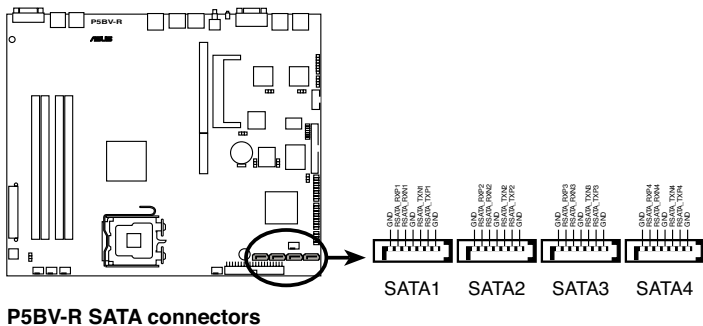 P5BV-R
ASUS
GND
RSATA_RXP1
RSATA_RXN1
GND
RSATA_TXN1
RSATA_TXP1
GND
GND
RSATA_RXP2
RSATA_RXN2
GND
RSATA_TXN2
RSATA_TXP2
GND
GND
RSATA_RXP3
RSATA_RXN3
GND
RSATA_TXN3
RSATA_TXP3
GND
GND
RSATA_RXP4
RSATA_RXN4
GND
RSATA_TXN4
RSATA_TXP4
GND
SATA1
SATA2
SATA3
SATA4
P5BV-R SATA connectors